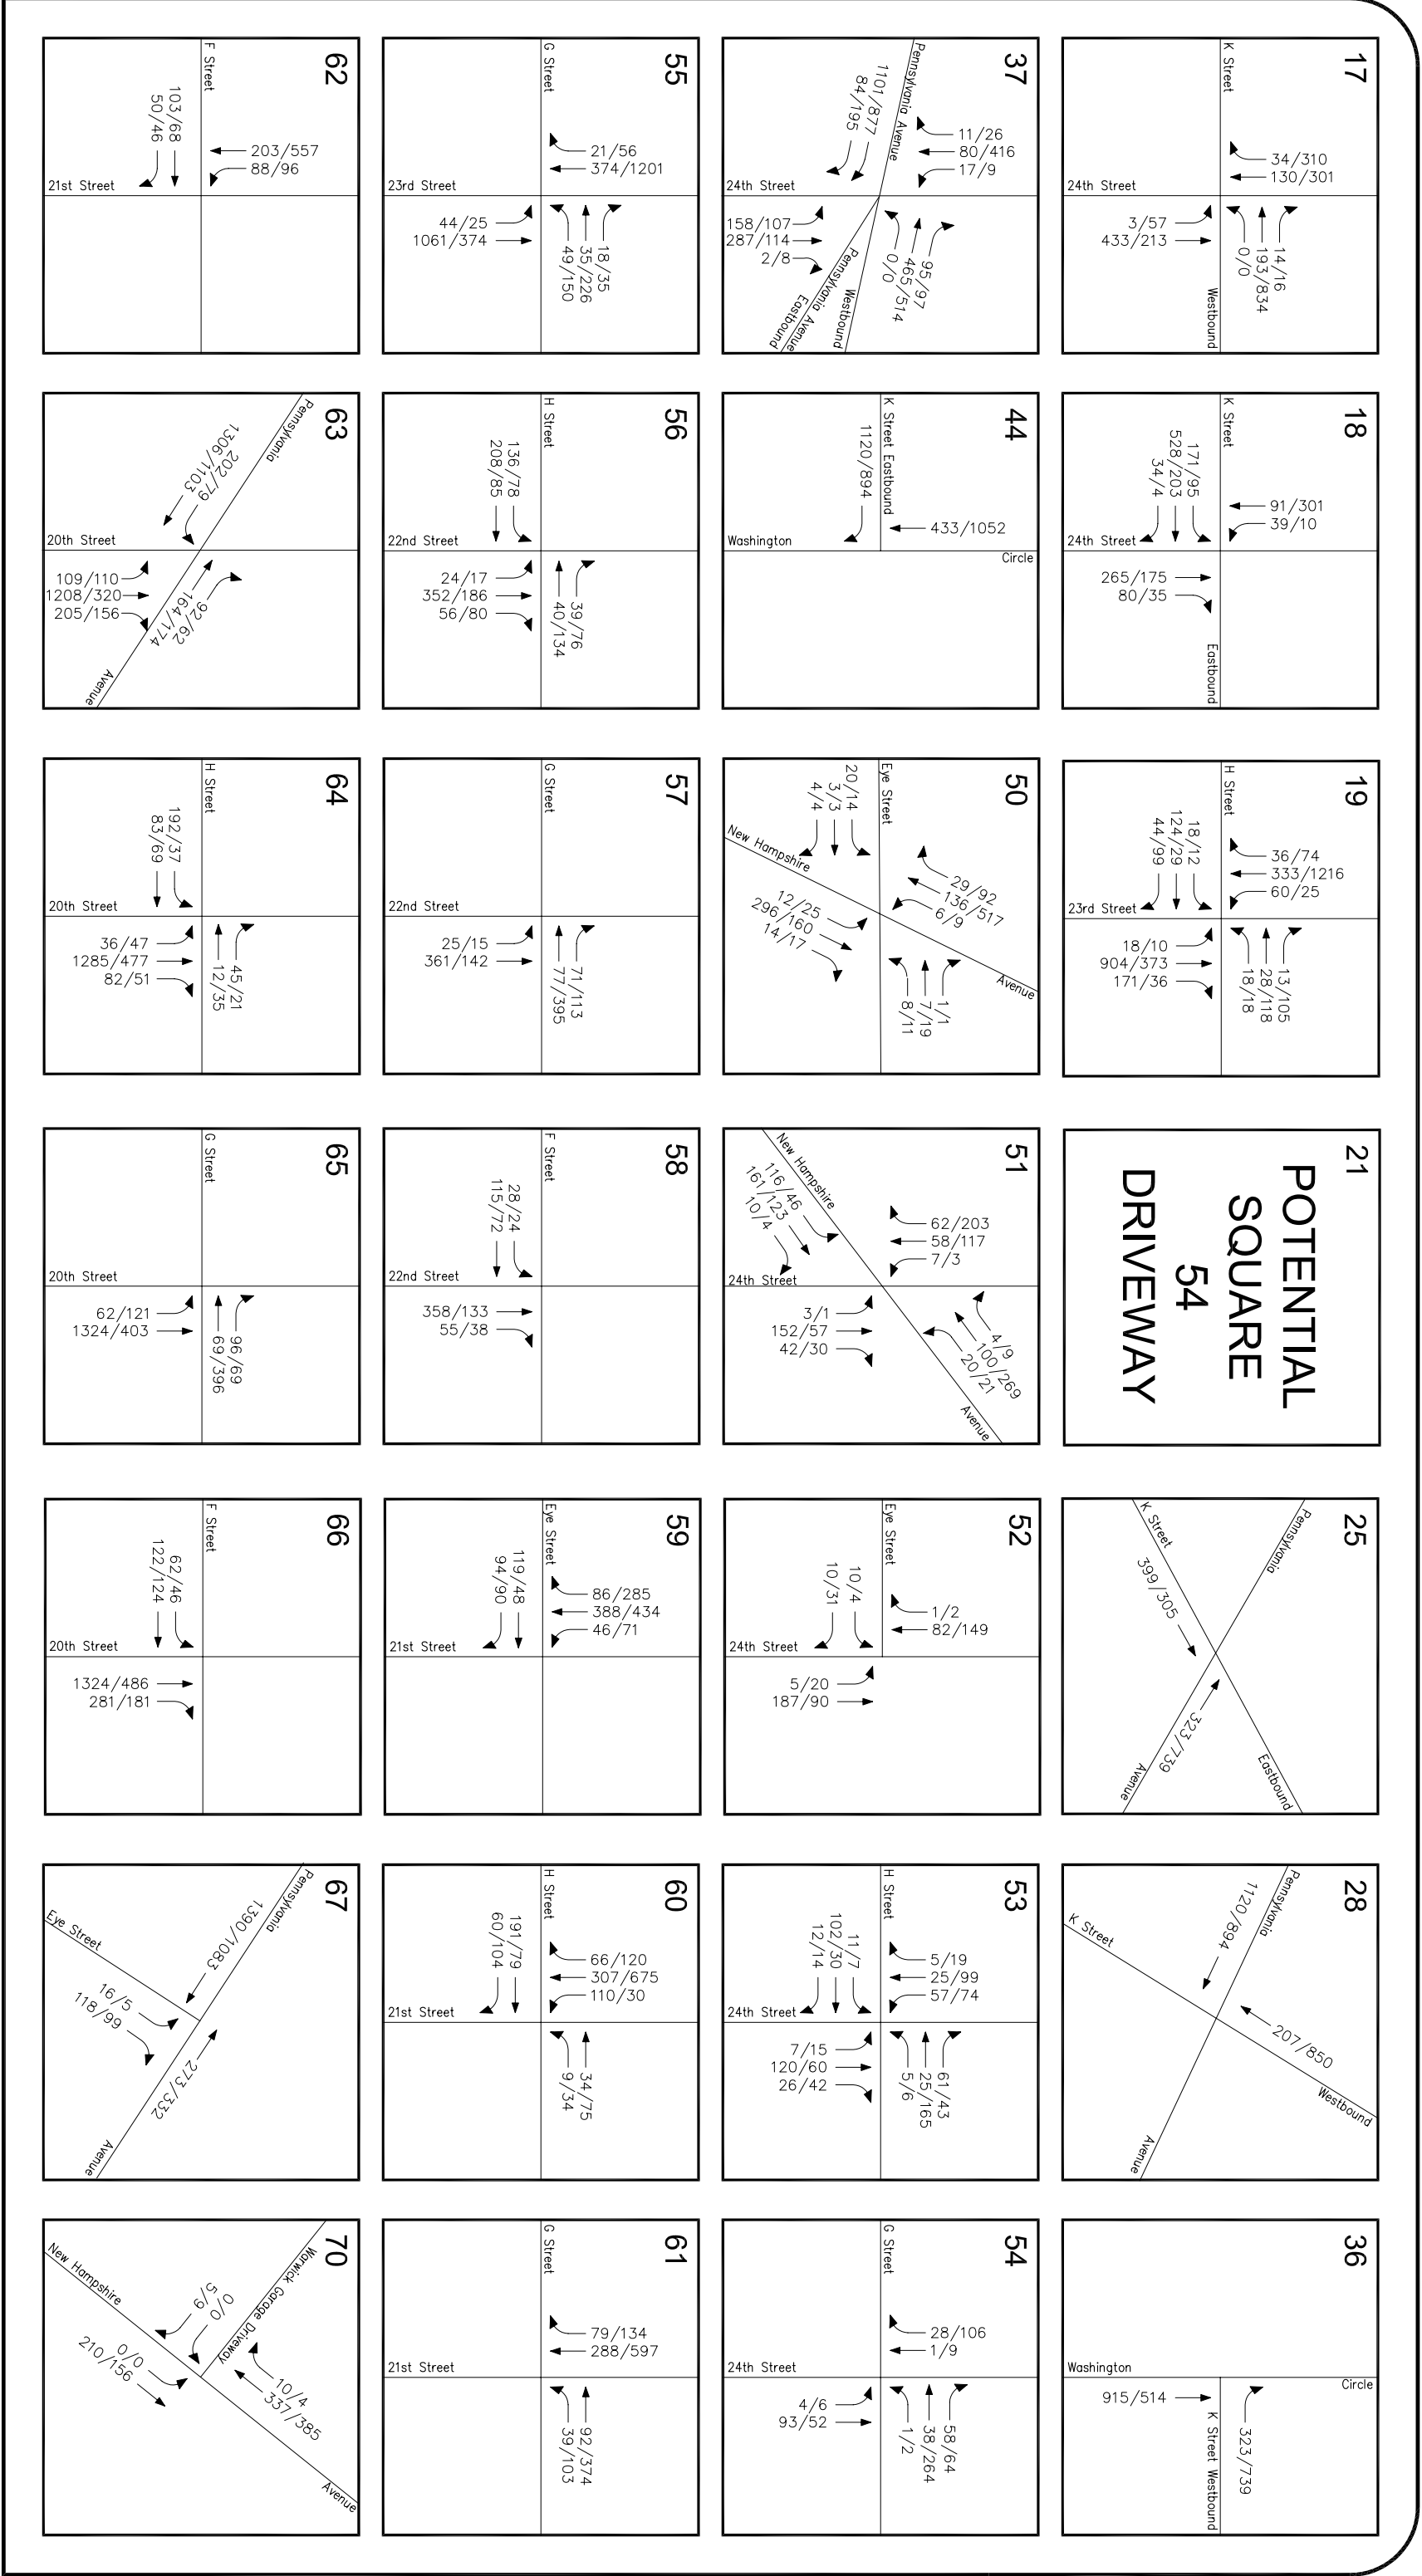 17
K Street
34/310
130/301
24th Street
3/57
433/213
14/16
193/834
0/0
Westbound
18
K Street
171/95
528/203
34/4
91/301
39/10
24th Street
265/175
80/35
Eastbound
19
H Street
18/12
124/29
44/99
36/74
333/1216
60/25
23rd Street
18/10
904/373
171/36
13/105
28/118
18/18
21
POTENTIAL
SQUARE
54
DRIVEWAY
25
Pennsylvania
K Street
399/305
323/739
Avenue
Eastbound
28
Pennsylvania
K Street
1120/894
207/850
Westbound
Avenue
36
Washington
Circle
915/514
323/739
K Street Westbound
37
Pennsylvania Avenue
1101/877
84/195
11/26
80/416
17/9
24th Street
158/107
287/114
2/8
95/97
465/514
0/0
Westbound
Pennsylvania Avenue
Eastbound
44
K Street Eastbound
1120/894
433/1052
Washington
Circle
50
Eye Street
20/14
3/3
4/4
New Hampshire
29/92
136/517
6/9
12/25
296/160
14/17
1/1
7/19
8/11
Avenue
51
New Hampshire
116/46
161/123
10/4
62/203
58/117
7/3
24th Street
3/1
152/57
42/30
4/9
100/269
20/21
Avenue
52
Eye Street
10/4
10/31
1/2
82/149
24th Street
5/20
187/90
53
H Street
11/7
102/30
12/14
5/19
25/99
57/74
24th Street
7/15
120/60
26/42
61/43
25/165
5/6
54
G Street
28/106
1/9
24th Street
4/6
93/52
58/64
38/264
1/2
55
G Street
21/56
374/1201
23rd Street
44/25
1061/374
18/35
35/226
49/150
56
H Street
136/78
208/85
22nd Street
24/17
352/186
56/80
39/76
40/134
57
G Street
22nd Street
25/15
361/142
71/113
77/395
58
F Street
28/24
115/72
22nd Street
358/133
55/38
59
Eye Street
119/48
94/90
86/285
388/434
46/71
21st Street
60
H Street
191/79
60/104
66/120
307/675
110/30
21st Street
34/75
9/34
61
G Street
79/134
288/597
21st Street
92/374
39/103
62
F Street
103/68
50/46
203/557
88/96
21st Street
63
Pennsylvania
202/79
1306/1103
20th Street
109/110
1208/320
205/156
92/62
164/174
Avenue
64
H Street
192/37
83/69
20th Street
36/47
1285/477
82/51
45/21
12/35
65
G Street
20th Street
62/121
1324/403
96/69
69/396
66
F Street
62/46
122/124
20th Street
1324/486
281/181
67
Pennsylvania
1390/1083
Eye Street
16/5
118/99
273/332
Avenue
70
Warwick Garage Driveway
New Hampshire
0/0
5/9
0/0
210/156
10/4
337/385
Avenue